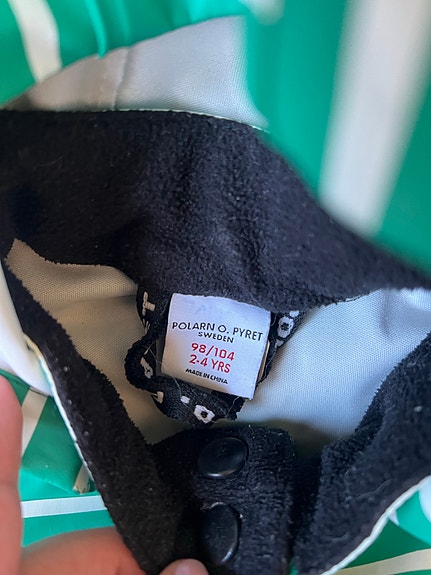 POLARN O. PYRET
SWEDEN
98/104
2-4 YRS
MADE IN CHINA